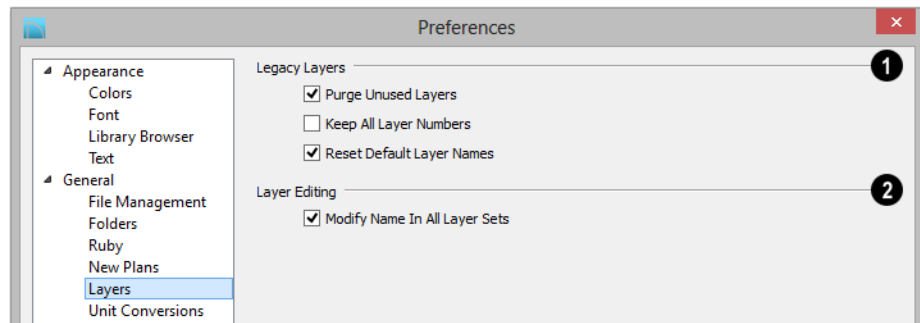 Preferences
Appearance
Colors
Font
Library Browser
Text
General
File Management
Folders
Ruby
New Plans
Layers
Unit Conversions
Legacy Layers
1
Purge Unused Layers
Keep All Layer Numbers
Reset Default Layer Names
Layer Editing
2
Modify Name In All Layer Sets